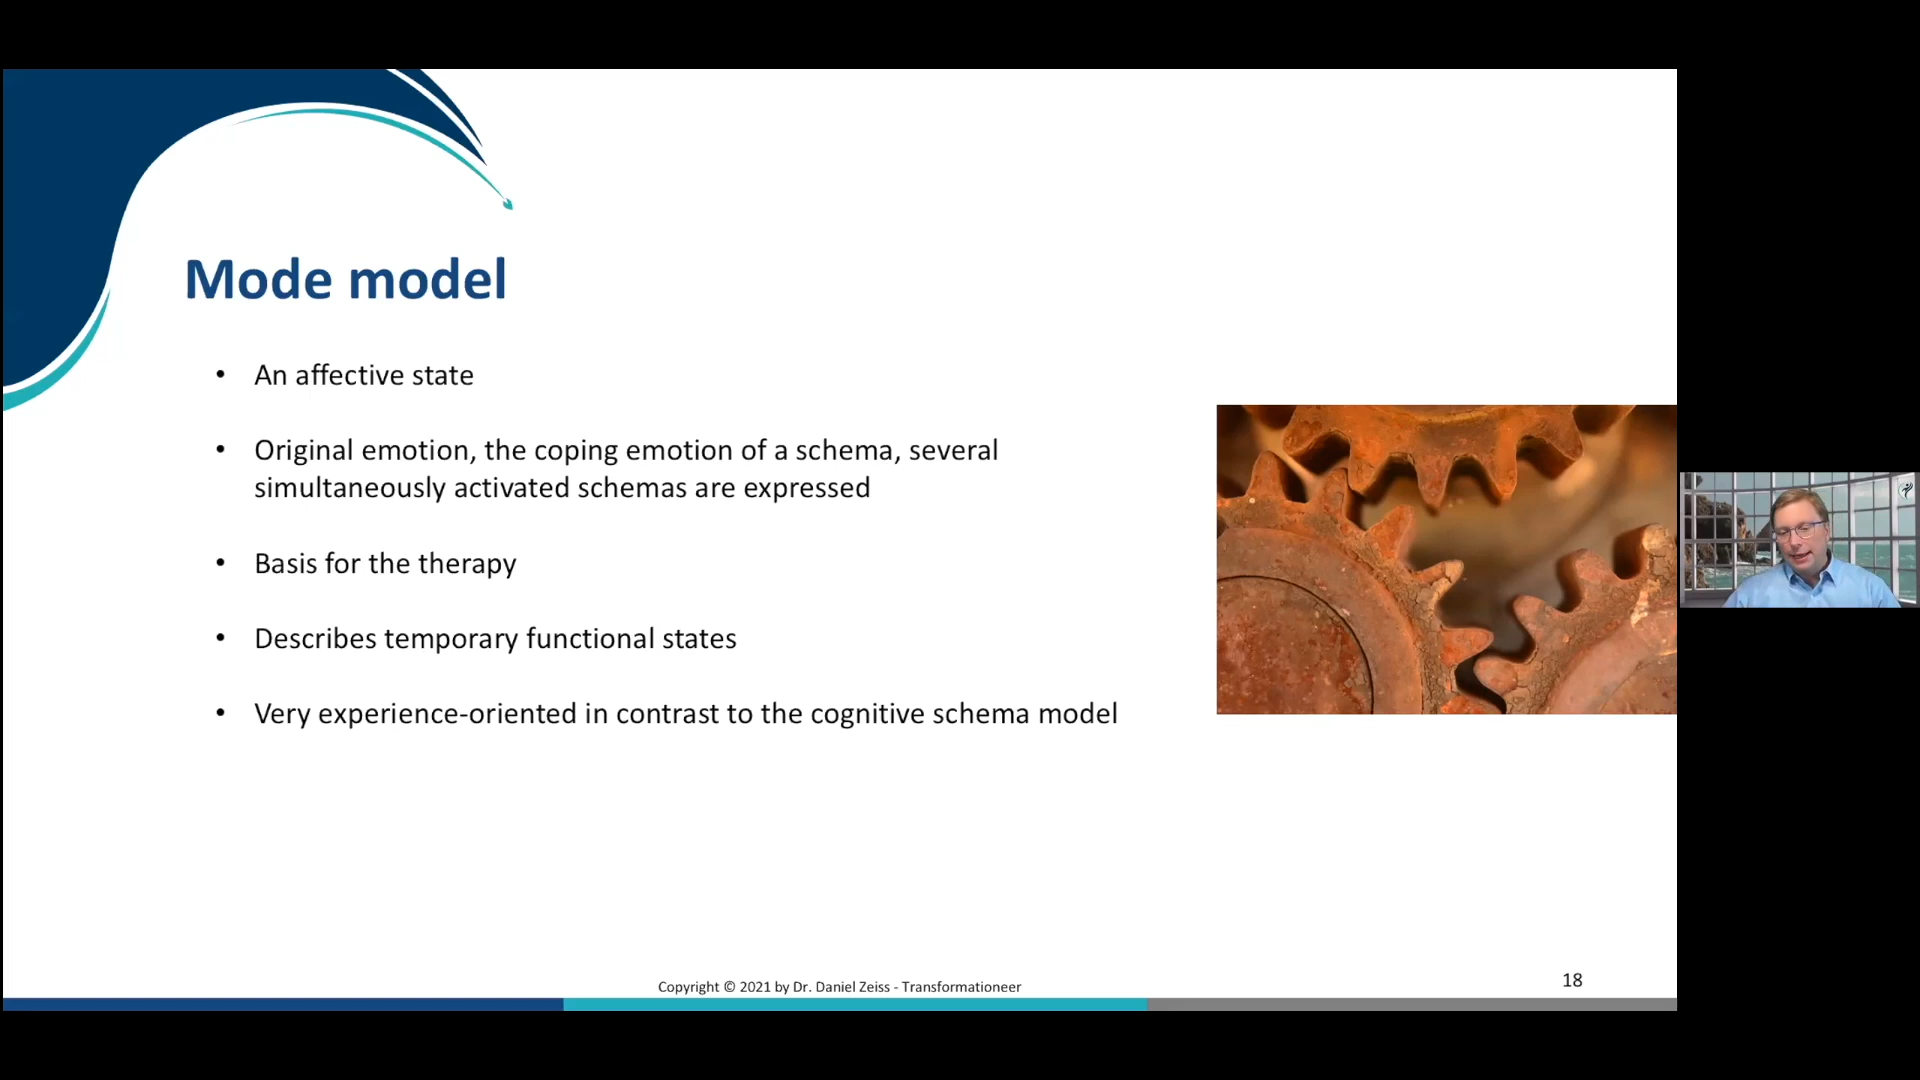 Mode model
• An affective state
• Original emotion, the coping emotion of a schema, several
simultaneously activated schemas are expressed
• Basis for the therapy
• Describes temporary functional states
• Very experience-oriented in contrast to the cognitive schema model
Copyright © 2021 by Dr. Daniel Zeiss - Transformationeer
18